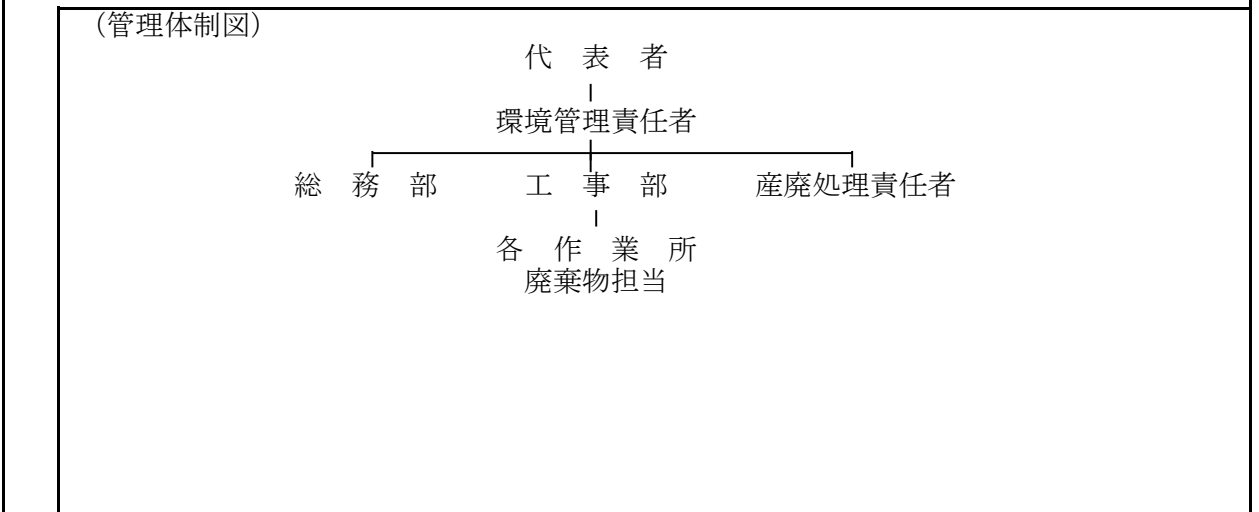 （管理体制図）
代　表　者
環境管理責任者
総　務　部　　　工　事　部　　　産廃処理責任者
各　作　業　所
廃棄物担当